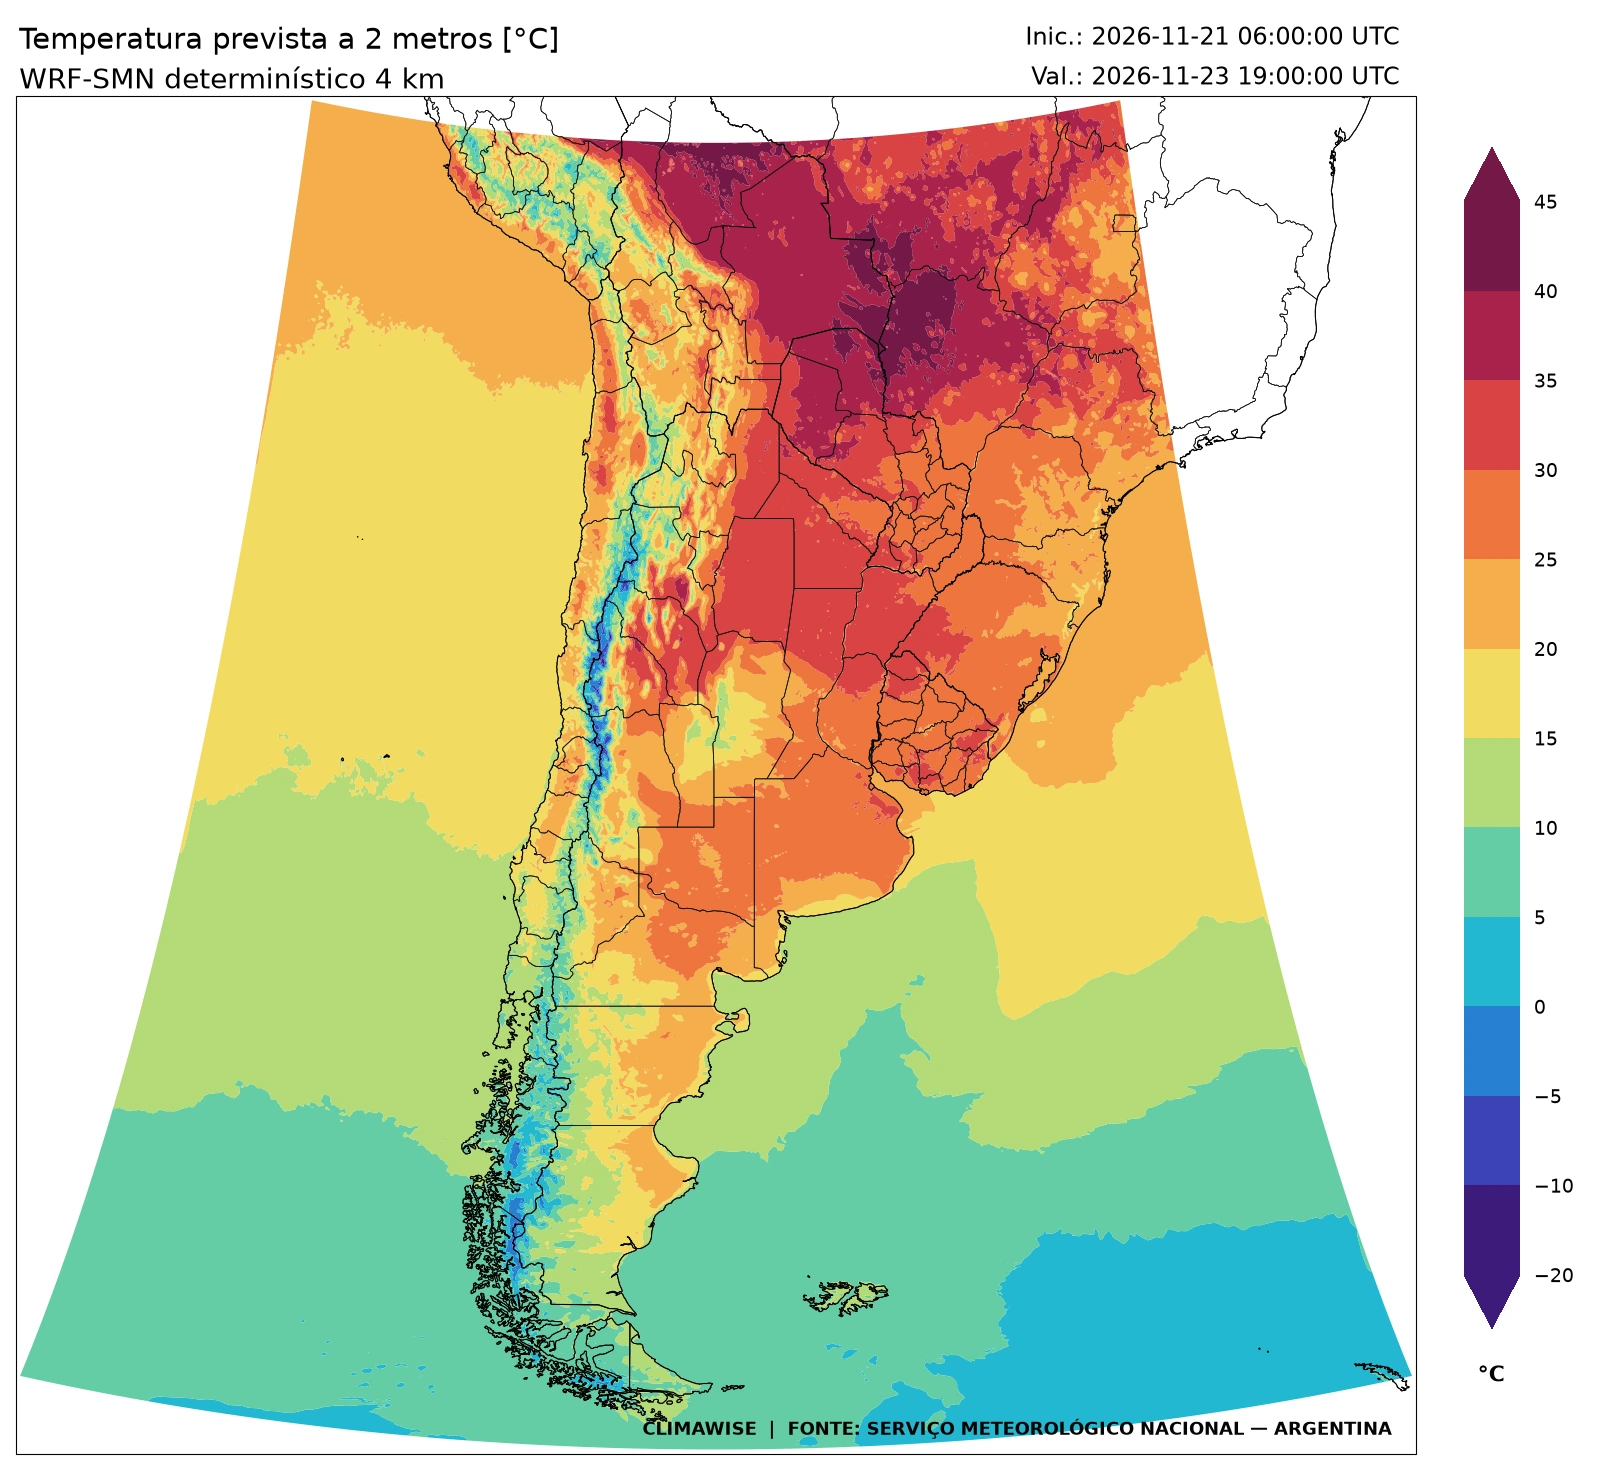 Temperatura prevista a 2 metros [°C]
WRF-SMN determinístico 4 km
Inic.: 2026-11-21 06:00:00 UTC
Val.: 2026-11-23 19:00:00 UTC
45
40
35
30
25
20
15
10
5
0
−5
−10
−20
°C
CLIMAWISE | FONTE: SERVIÇO METEOROLÓGICO NACIONAL — ARGENTINA